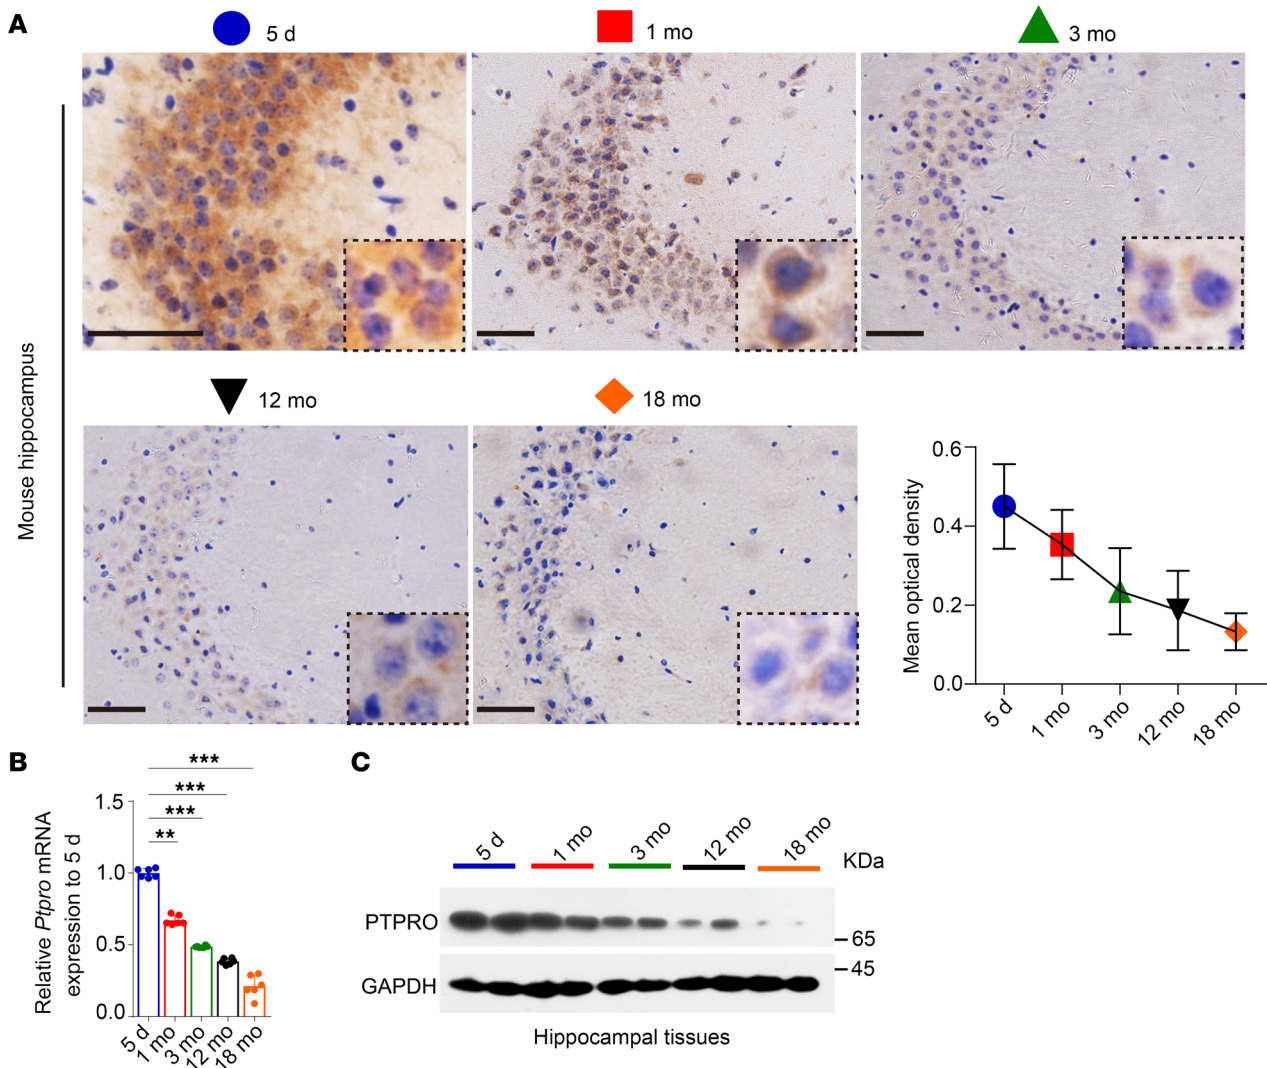 A
5 d
1 mo
3 mo
Mouse hippocampus
12 mo
18 mo
Mean optical density
0.6
0.4
0.2
0.0
5 d
1 mo
3 mo
12 mo
18 mo
B
***
***
***
**
Relative Ptpro mRNA
expression to 5 d
1.5
1.0
0.5
0.0
5 d
1 mo
3 mo
12 mo
18 mo
C
5 d
1 mo
3 mo
12 mo
18 mo
KDa
PTPRO
65
45
GAPDH
Hippocampal tissues